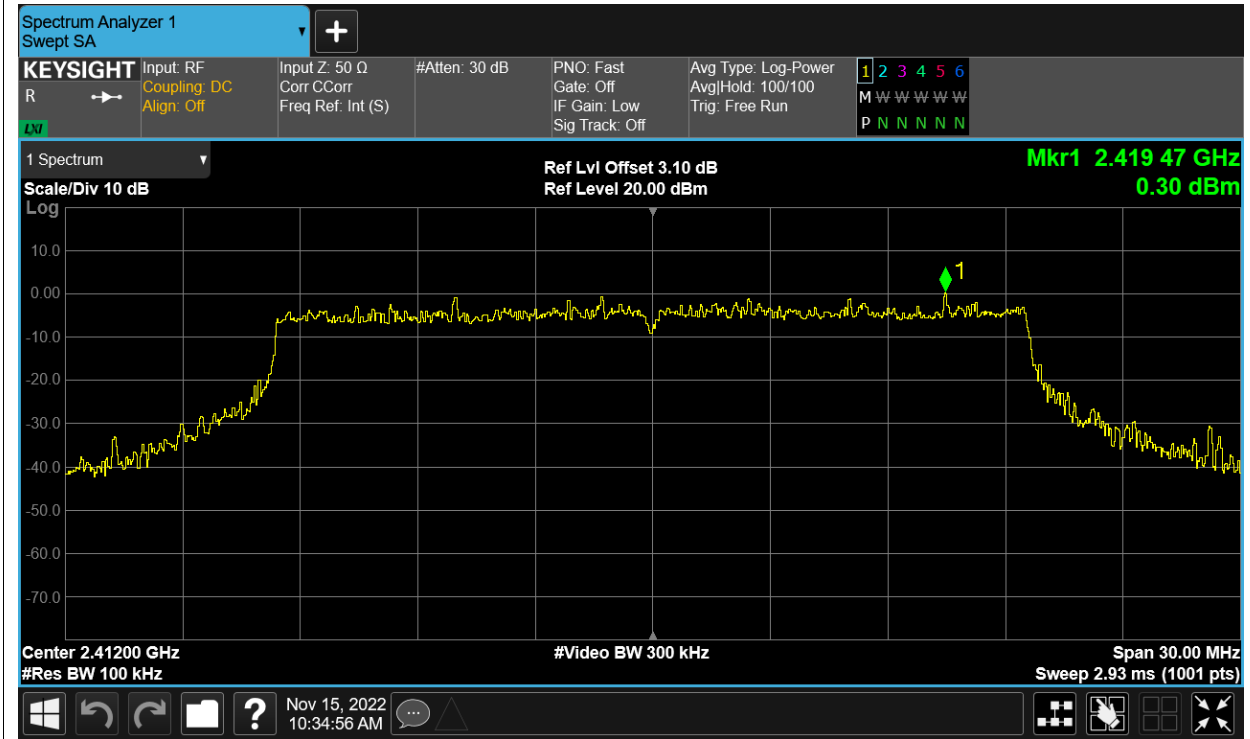 Spectrum Analyzer 1
Swept SA
KEYSIGHT
R
LXI
Input: RF
Coupling: DC
Align: Off
Input Z: 50 Ω
Corr CCorr
Freq Ref: Int (S)
#Atten: 30 dB
PNO: Fast
Gate: Off
IF Gain: Low
Sig Track: Off
Avg Type: Log-Power
Avg|Hold: 100/100
Trig: Free Run
1 2 3 4 5 6
M W W W W W
P N N N N N
1 Spectrum
Scale/Div 10 dB
Log
Ref Lvl Offset 3.10 dB
Ref Level 20.00 dBm
Mkr1 2.419 47 GHz
0.30 dBm
1
10.0
0.00
-10.0
-20.0
-30.0
-40.0
-50.0
-60.0
-70.0
Center 2.41200 GHz
#Res BW 100 kHz
#Video BW 300 kHz
Span 30.00 MHz
Sweep 2.93 ms (1001 pts)
?
Nov 15, 2022
10:34:56 AM